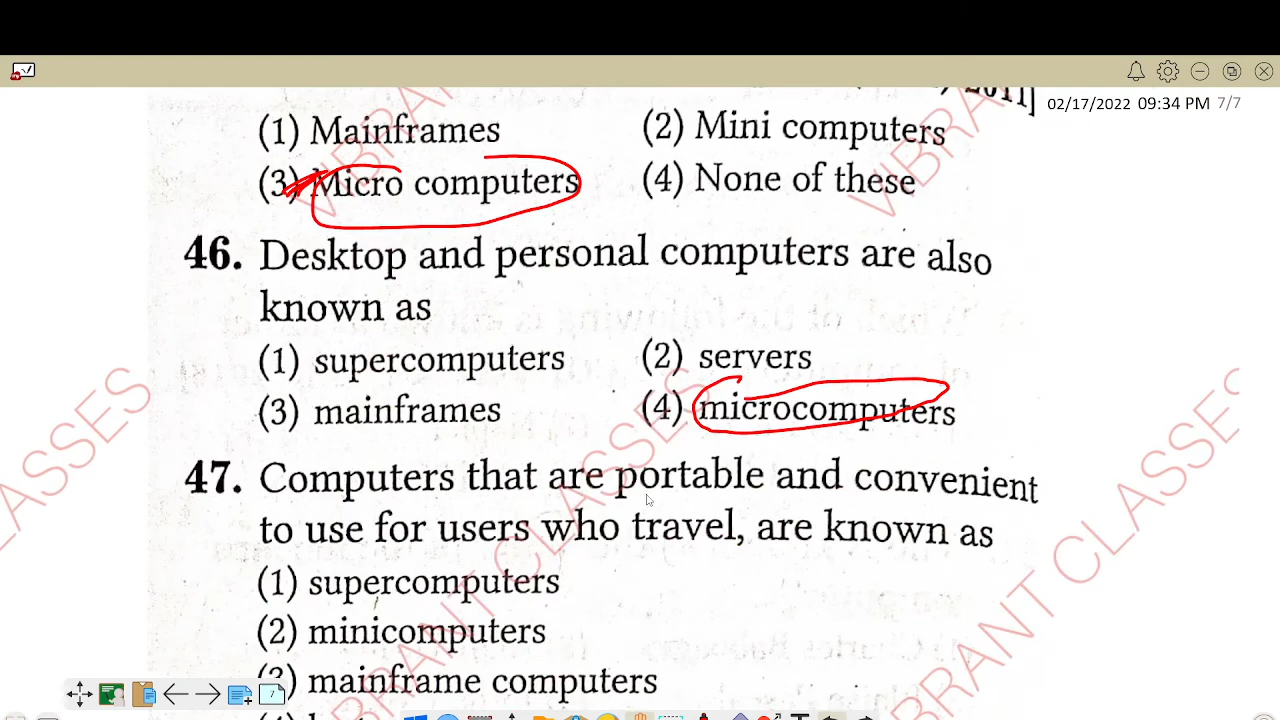 2011]
02/17/2022 09:34 PM 7/7
(1) Mainframes (2) Mini computers
(3) Micro computers (4) None of these
46. Desktop and personal computers are also
known as
(1) supercomputers (2) servers
(3) mainframes (4) microcomputers
47. Computers that are portable and convenient
to use for users who travel, are known as
(1) supercomputers
(2) minicomputers
(3) mainframe computers
VIBRANT CLASSES